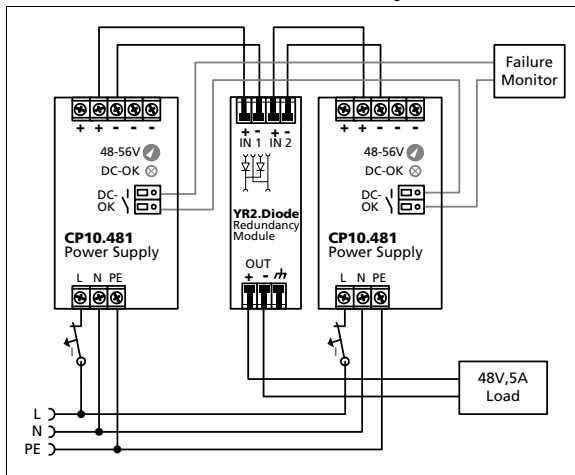 Failure
Monitor
+ + - - -
48-56V
DC-OK
DC-
OK
CP10.481
Power Supply
L N PE
+ - + -
IN 1 IN 2
YR2.Diode
Redundancy
Module
OUT
+ -
+ + - - -
48-56V
DC-OK
DC-
OK
CP10.481
Power Supply
L N PE
I
I
48V,5A
Load
L
N
PE